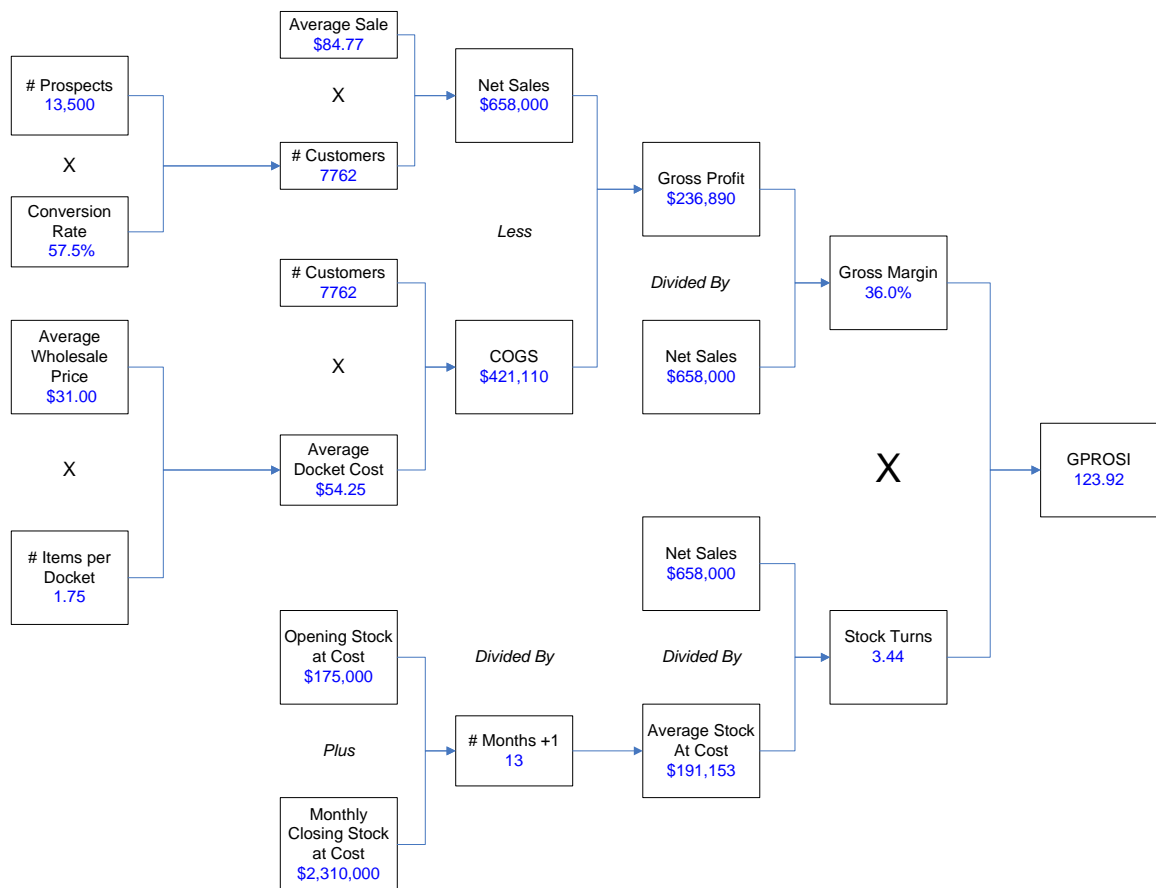 # Prospects
13,500
X
Conversion
Rate
57.5%
Average
Wholesale
Price
$31.00
X
# Items per
Docket
1.75
Average Sale
$84.77
X
# Customers
7762
# Customers
7762
X
Average
Docket Cost
$54.25
Opening Stock
at Cost
$175,000
Plus
Monthly
Closing Stock
at Cost
$2,310,000
Net Sales
$658,000
Less
COGS
$421,110
Divided By
# Months +1
13
Gross Profit
$236,890
Divided By
Net Sales
$658,000
Net Sales
$658,000
Divided By
Average Stock
At Cost
$191,153
Gross Margin
36.0%
X
Stock Turns
3.44
GPROSI
123.92